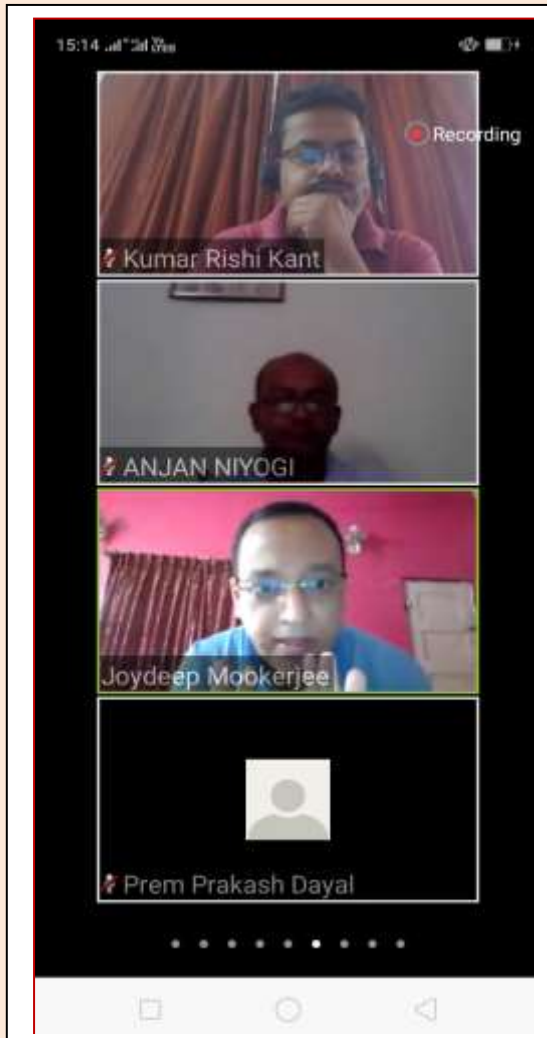 15:14
Recording
Kumar Rishi Kant
ANJAN NIYOGI
Joydeep Mookerjee
Prem Prakash Dayal